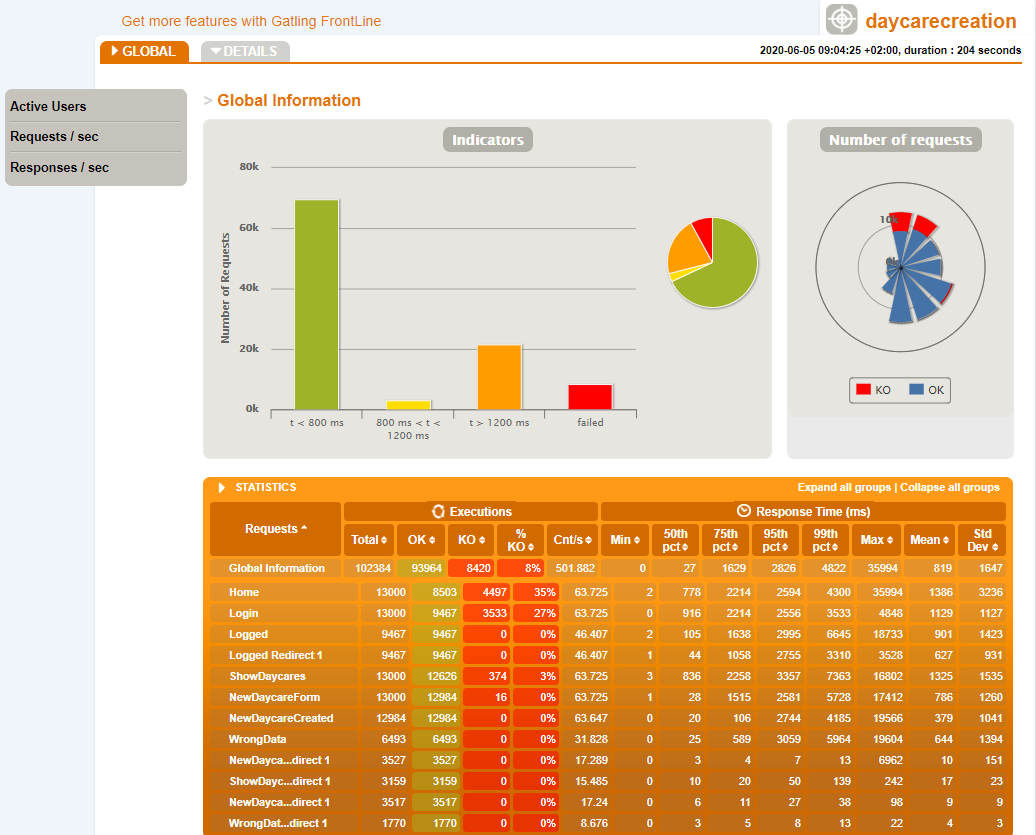 Get more features with Gatling FrontLine
daycarecreation
GLOBAL
DETAILS
2020-06-05 09:04:25 +02:00, duration : 204 seconds
Active Users
Requests / sec
Responses / sec
> Global Information
Indicators
Number of Requests
80k
60k
40k
20k
0k
t < 800 ms
800 ms < t <
1200 ms
t > 1200 ms
failed
Number of requests
10k
KO
OK
STATISTICS
Expand all groups | Collapse all groups
Requests
Executions
Response Time (ms)
Total OK KO % KO Cnt/s Min 50th pct 75th pct 95th pct 99th pct Max Mean Std Dev
Global Information 102384 93964 8420 8% 501.882 0 27 1629 2826 4822 35994 819 1647
Home 13000 8503 4497 35% 63.725 2 778 2214 2594 4300 35994 1386 3236
Login 13000 9467 3533 27% 63.725 0 916 2214 2556 3533 4848 1129 1127
Logged 9467 9467 0 0% 46.407 2 105 1638 2995 6645 18733 901 1423
Logged Redirect 1 9467 9467 0 0% 46.407 1 44 1058 2755 3310 3528 627 931
ShowDaycares 13000 12626 374 3% 63.725 3 836 2258 3357 7363 16802 1325 1535
NewDaycareForm 13000 12984 16 0% 63.725 1 28 1515 2581 5728 17412 786 1260
NewDaycareCreated 12984 12984 0 0% 63.647 0 20 106 2744 4185 19566 379 1041
WrongData 6493 6493 0 0% 31.828 0 25 589 3059 5964 19604 644 1394
NewDayca...direct 1 3527 3527 0 0% 17.289 0 3 4 7 13 6962 10 151
ShowDayc...direct 1 3159 3159 0 0% 15.485 0 10 20 50 139 242 17 23
NewDayca...direct 1 3517 3517 0 0% 17.24 0 6 11 27 38 98 9 9
WrongDat...direct 1 1770 1770 0 0% 8.676 0 3 5 8 13 22 4 3